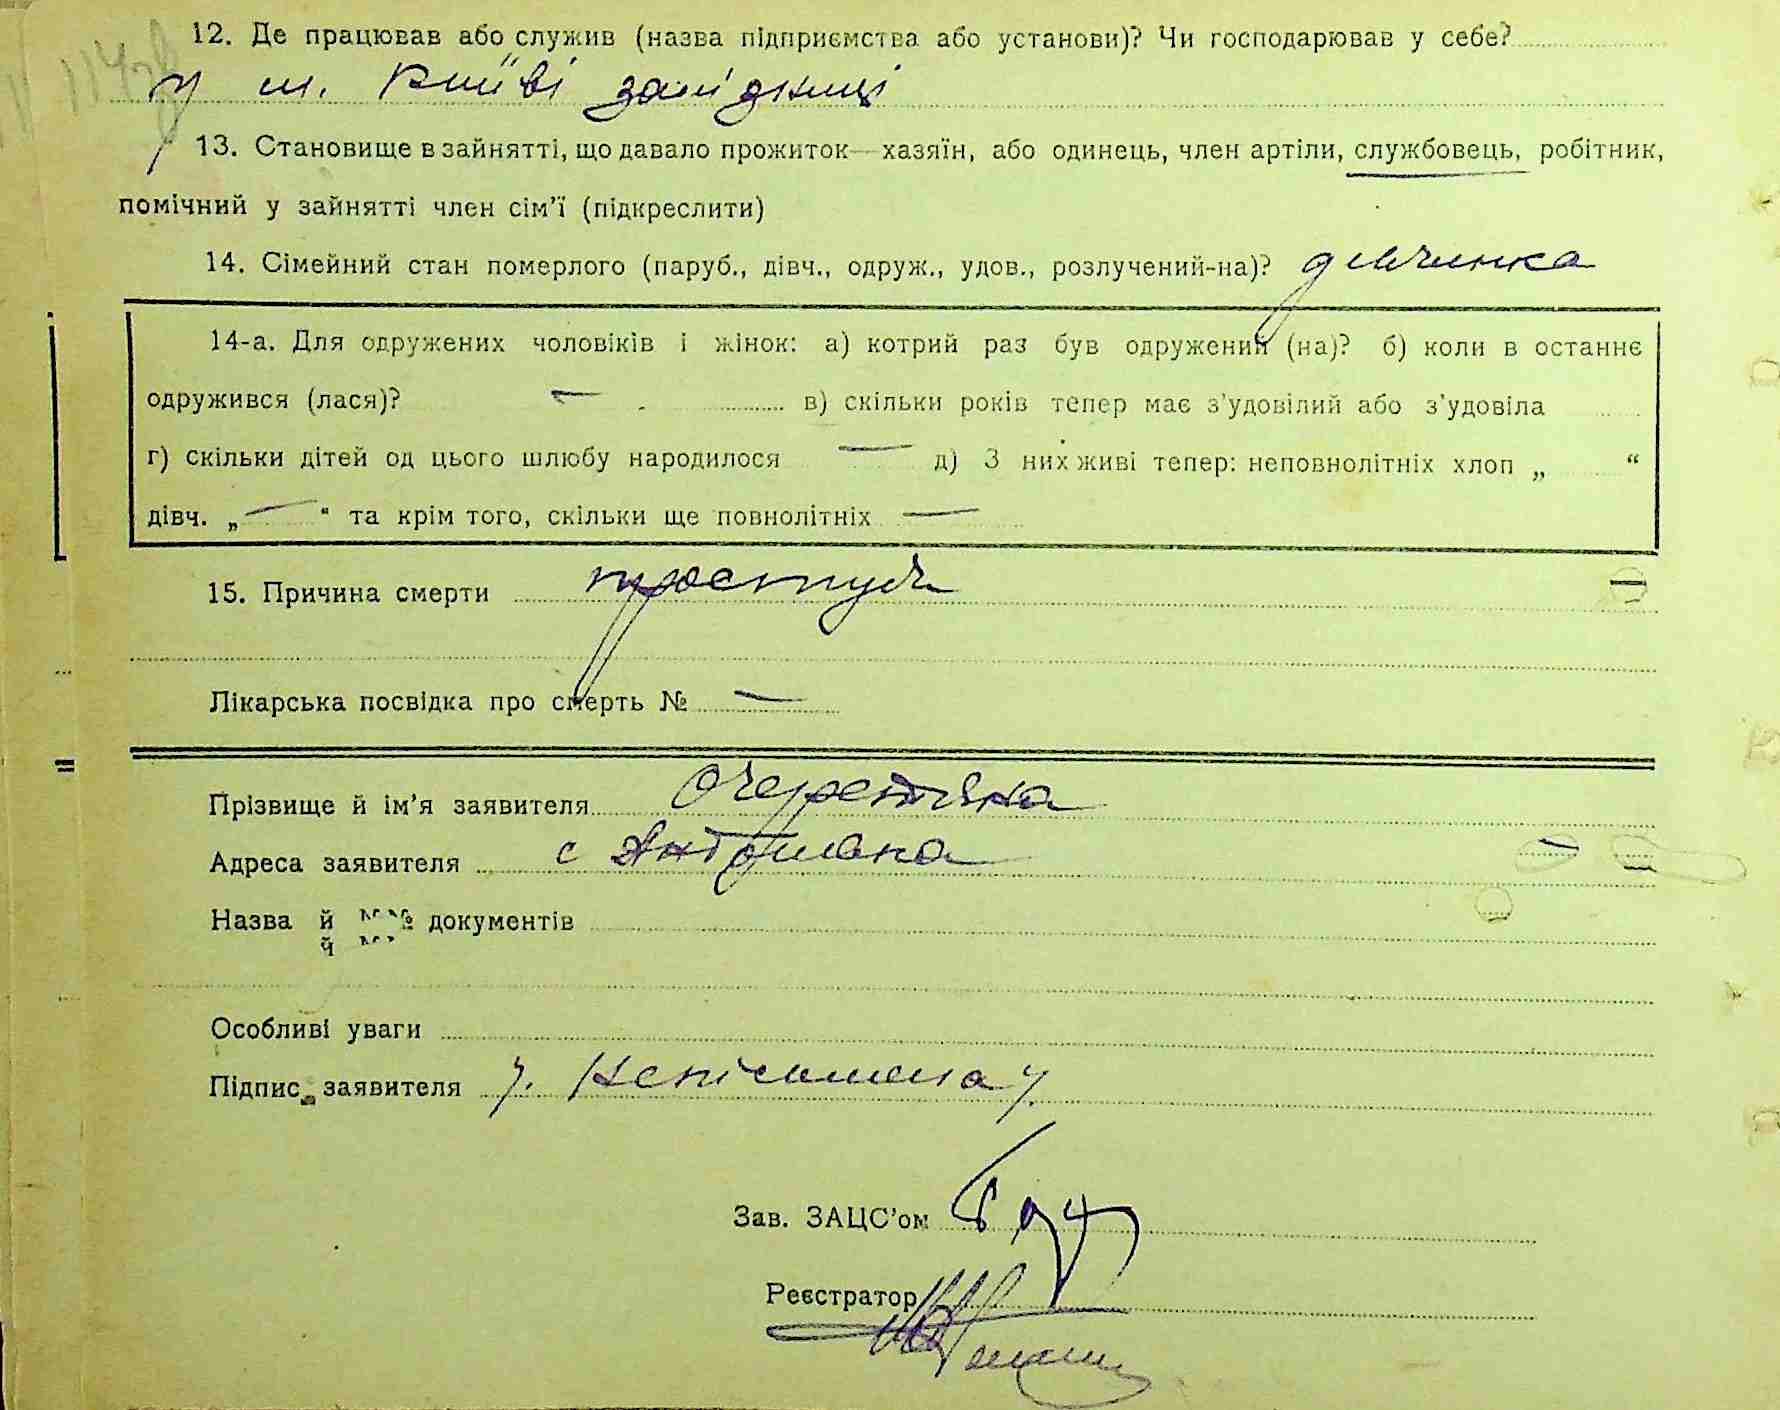 12. Де працював або служив (назва підприємства або установи)? Чи господарював у себе?
у м. Київі
13. Становище в зайнятті, що давало прожиток—хазяїн, або одинець, член артіли, службовець, робітник,
помічний у зайнятті член сім'ї (підкреслити)
14. Сімейний стан померлого (паруб., дівч., одруж., удов., розлучений-на)? дівчинка
14-а. Для одружених чоловіків і жінок: а) котрий раз був одружений (на)? б) коли в останнє
одружився (лася)? — в) скільки років тепер має з'удовілий або з'удовіла
г) скільки дітей од цього шлюбу народилося — д) З них живі тепер: неповнолітніх хлоп „ “
дівч. „—“ та крім того, скільки ще повнолітніх —
15. Причина смерти простуда
Лікарська посвідка про смерть № —
Прізвище й ім'я заявителя Очеретяна
Адреса заявителя с
Назва й №№ документів
Особливі уваги
Підпис заявителя
Зав. ЗАЦС'ом
Реєстратор